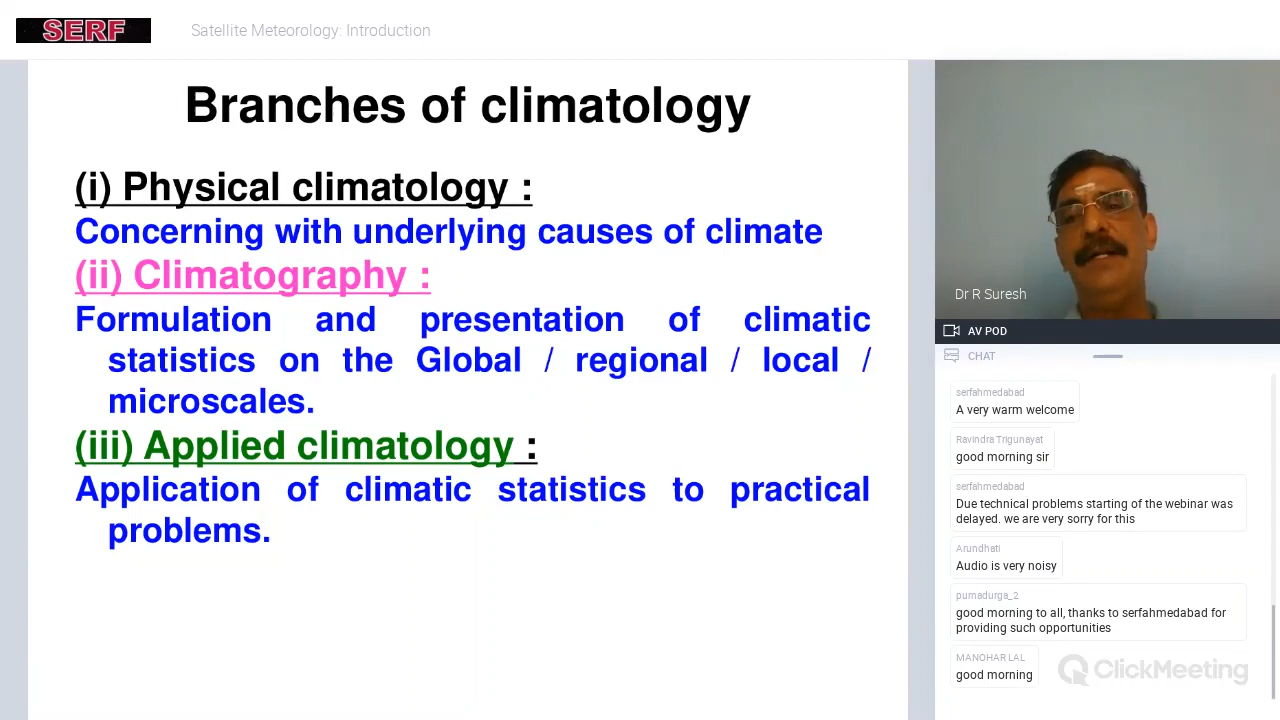 SERF
Satellite Meteorology: Introduction
Branches of climatology
(i) Physical climatology :
Concerning with underlying causes of climate
(ii) Climatography :
Formulation and presentation of climatic
statistics on the Global / regional / local /
microscales.
(iii) Applied climatology :
Application of climatic statistics to practical
problems.
Dr R Suresh
AV POD
CHAT
serfahmedabad
A very warm welcome
Ravindra Trigunayat
good morning sir
serfahmedabad
Due technical problems starting of the webinar was
delayed. we are very sorry for this
Arundhati
Audio is very noisy
purnadurga_2
good morning to all, thanks to serfahmedabad for
providing such opportunities
MANOHAR LAL
good morning
ClickMeeting